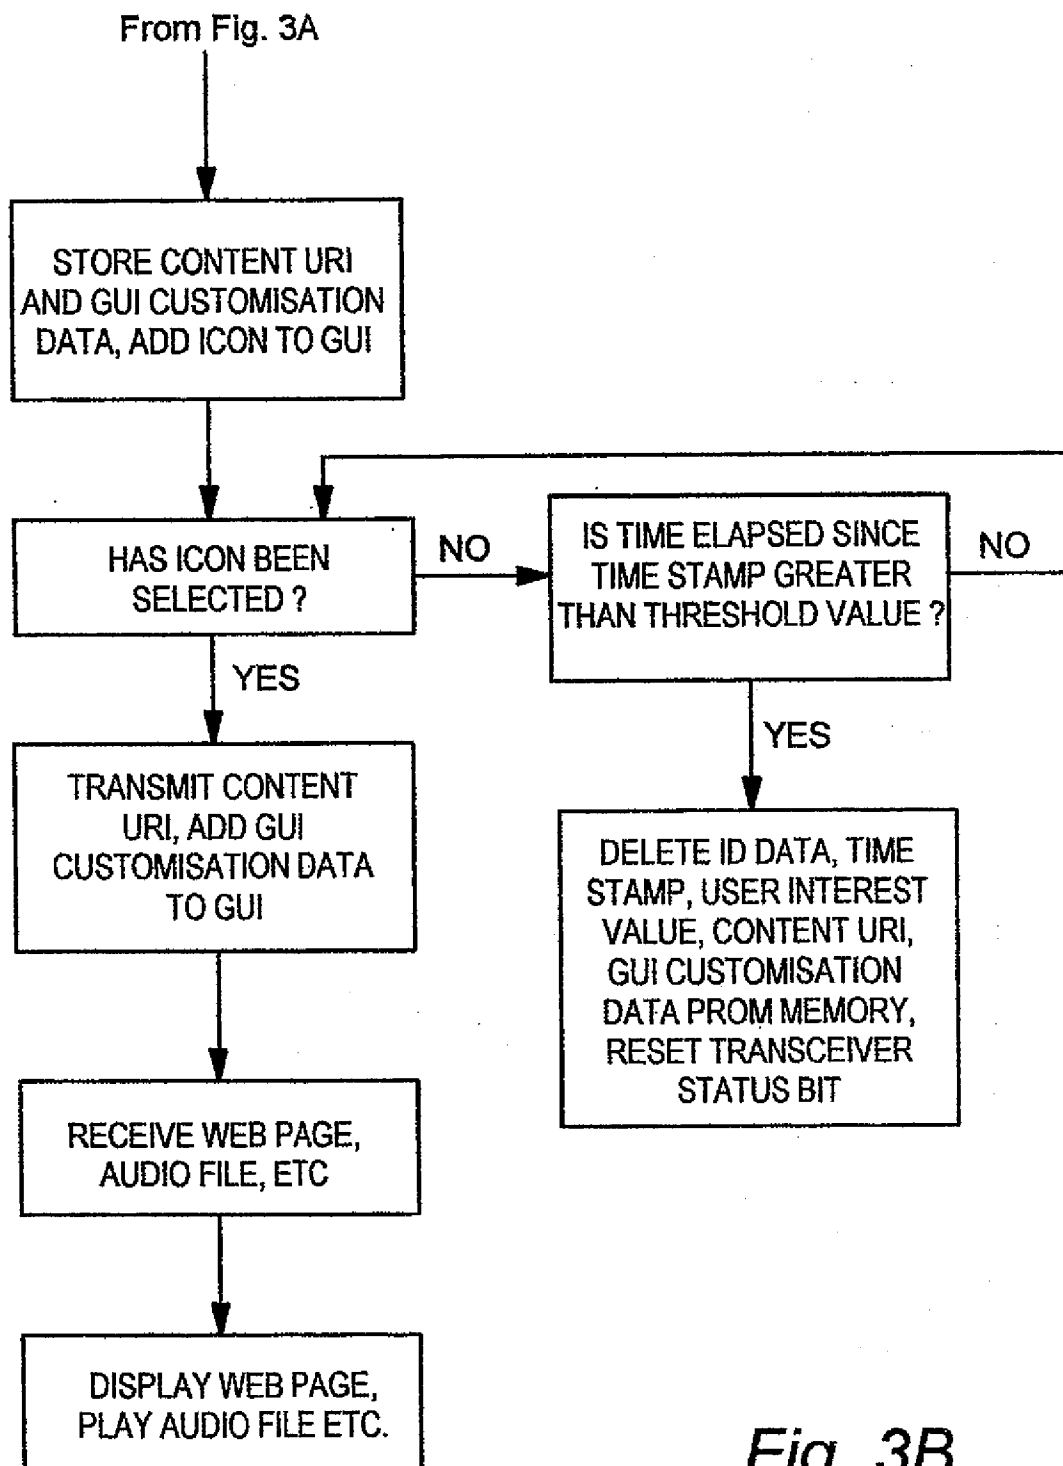 From Fig. 3A
STORE CONTENT URI
AND GUI CUSTOMISATION
DATA, ADD ICON TO GUI
HAS ICON BEEN
SELECTED ?
NO
IS TIME ELAPSED SINCE
TIME STAMP GREATER
THAN THRESHOLD VALUE ?
NO
YES
YES
TRANSMIT CONTENT
URI, ADD GUI
CUSTOMISATION DATA
TO GUI
DELETE ID DATA, TIME
STAMP, USER INTEREST
VALUE, CONTENT URI,
GUI CUSTOMISATION
DATA PROM MEMORY,
RESET TRANSCEIVER
STATUS BIT
RECEIVE WEB PAGE,
AUDIO FILE, ETC
DISPLAY WEB PAGE,
PLAY AUDIO FILE ETC.
Fig. 3B